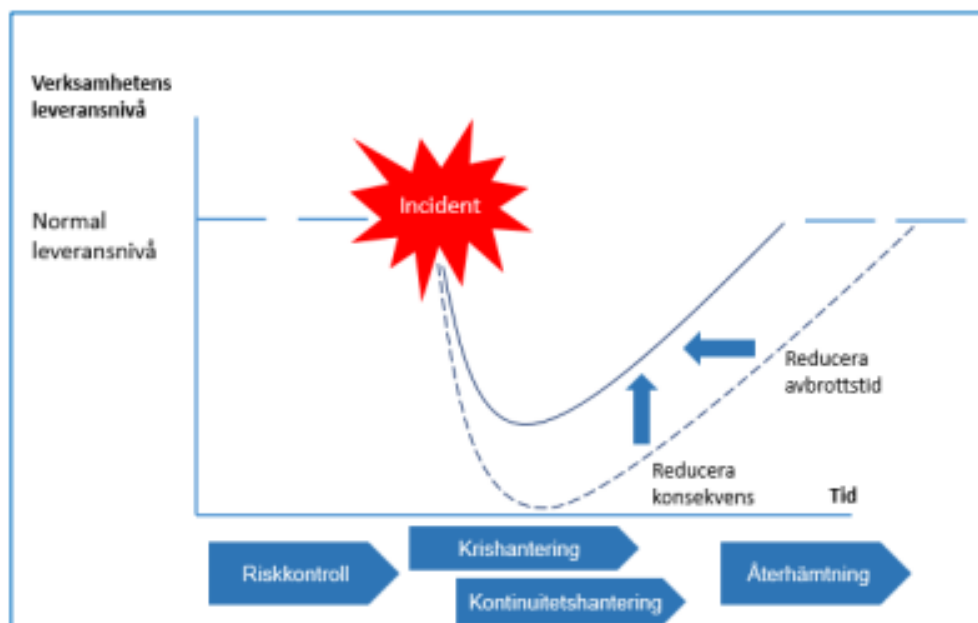 Verksamhetens
leveransnivå
Normal
leveransnivå
Incident
Reducera
avbrottstid
Reducera
konsekvens
Tid
Riskkontroll
Krishantering
Kontinuitetshantering
Återhämtning